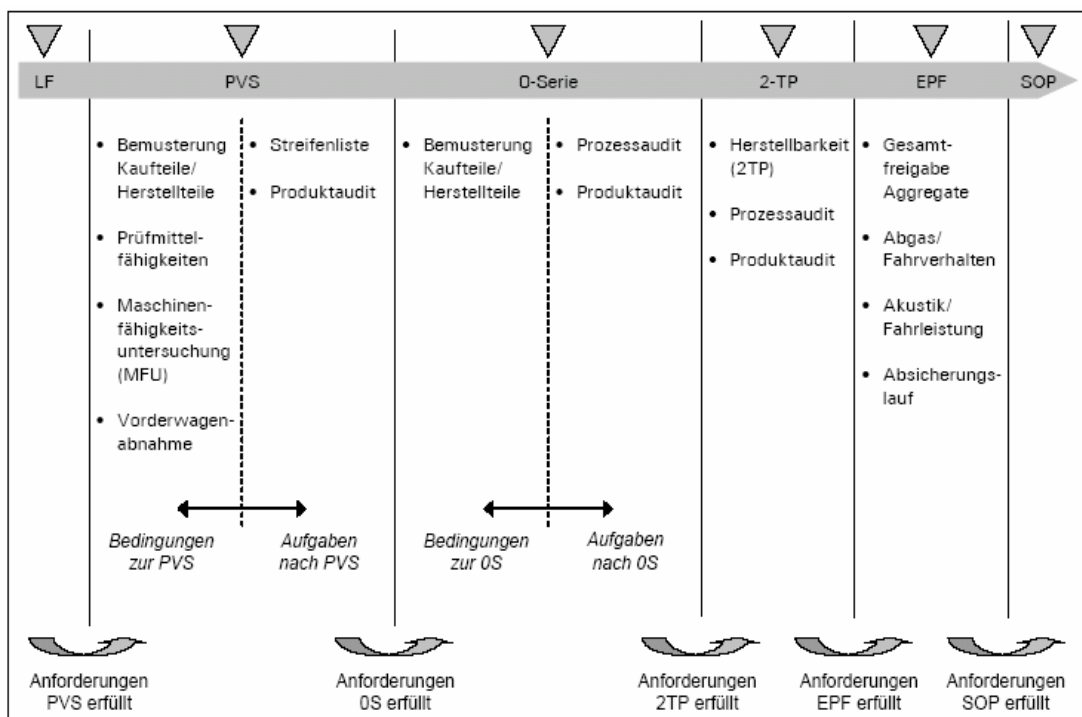 LF
PVS
0-Serie
2-TP
EPF
SOP
• Bemusterung
Kaufteile/
Herstellteile
• Prüfmittel-
fähigkeiten
• Maschinen-
fähigkeits-
untersuchung
(MFU)
• Vorderwagen-
abnahme
• Streifenliste
• Produktaudit
• Bemusterung
Kaufteile/
Herstellteile
• Prozessaudit
• Produktaudit
• Herstellbarkeit
(2TP)
• Prozessaudit
• Produktaudit
• Gesamt-
freigabe
Aggregate
• Abgas/
Fahrverhalten
• Akustik/
Fahrleistung
• Absicherungs-
lauf
Bedingungen
zur PVS
Aufgaben
nach PVS
Bedingungen
zur 0S
Aufgaben
nach 0S
Anforderungen
PVS erfüllt
Anforderungen
0S erfüllt
Anforderungen
2TP erfüllt
Anforderungen
EPF erfüllt
Anforderungen
SOP erfüllt